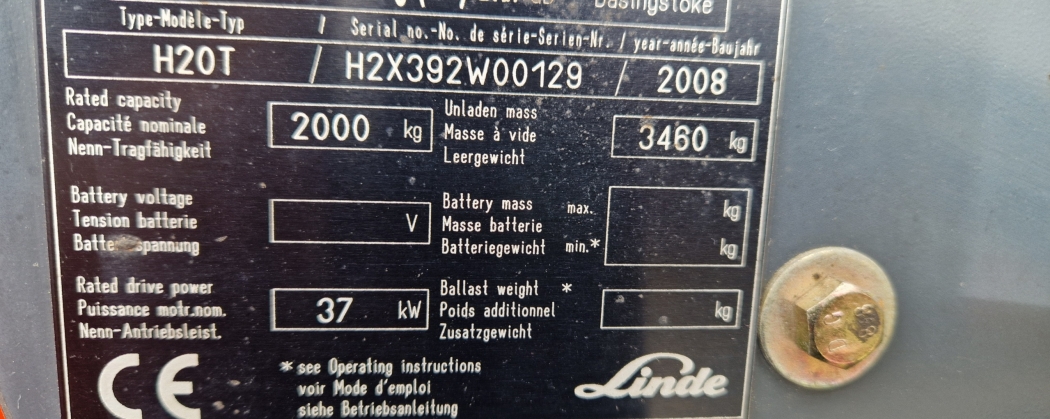 Basingstoke
Type-Modèle-Typ / Serial no.-No. de série-Serien-Nr. / year-année-Baujahr
H20T / H2X392W00129 / 2008
Rated capacity
Capacité nominale
Nenn-Tragfähigkeit
2000 kg
Unladen mass
Masse à vide
Leergewicht
3460 kg
Battery voltage
Tension batterie
V
Battery mass max.
Masse batterie
Batteriegewicht min.*
kg
kg
Rated drive power
Puissance motr.nom.
Nenn-Antriebsleist.
37 kW
Ballast weight *
Poids additionnel
Zusatzgewicht
kg
CE
* see Operating instructions
voir Mode d'emploi
siehe Betriebsanleitung
Linde